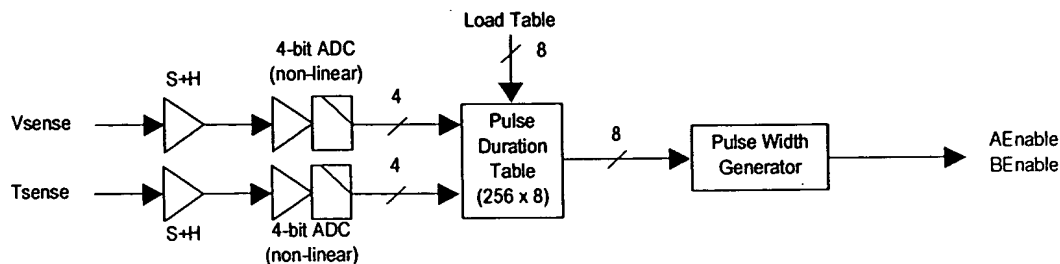 Load Table
8
4-bit ADC
(non-linear)
S+H
4
Vsense
Pulse
Duration
Table
(256 x 8)
8
Pulse Width
Generator
AEnable
BEnable
4
Tsense
S+H
4-bit ADC
(non-linear)